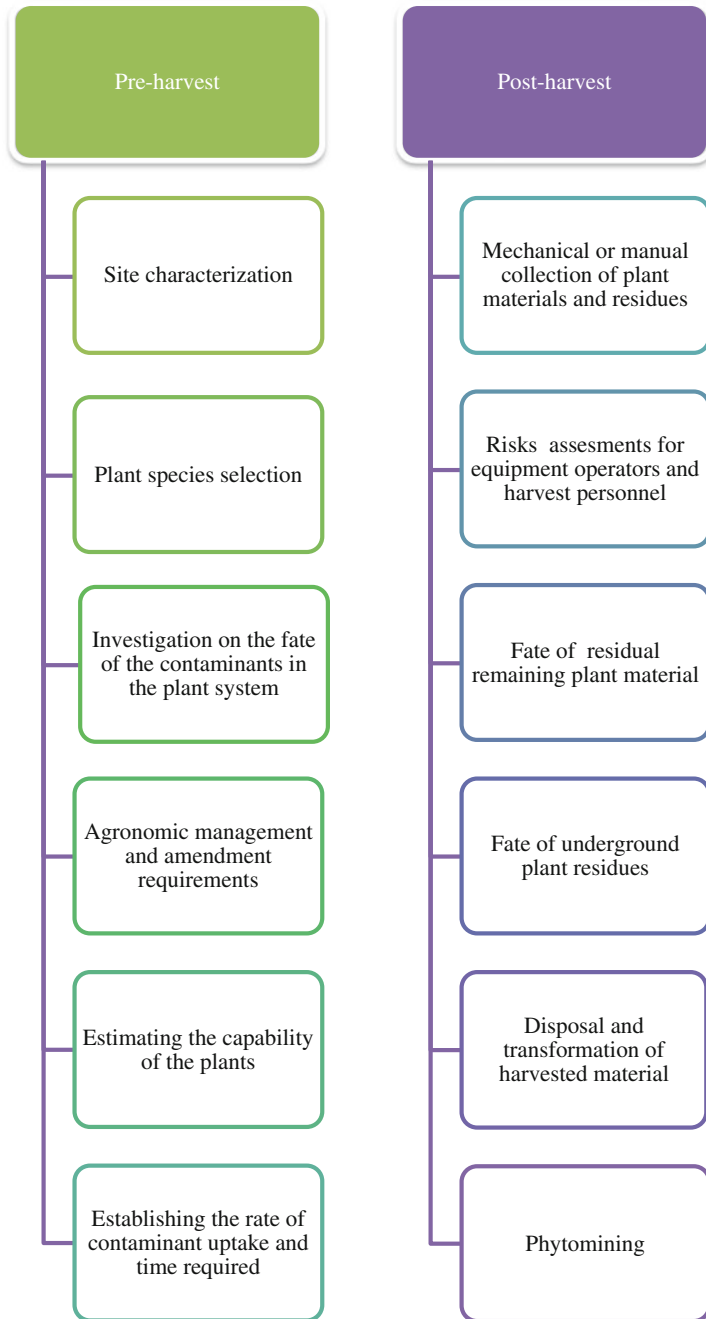 Pre-harvest
Site characterization
Plant species selection
Investigation on the fate
of the contaminants in
the plant system
Agronomic management
and amendment
requirements
Estimating the capability
of the plants
Establishing the rate of
contaminant uptake and
time required
Post-harvest
Mechanical or manual
collection of plant
materials and residues
Risks assesments for
equipment operators and
harvest personnel
Fate of residual
remaining plant material
Fate of underground
plant residues
Disposal and
transformation of
harvested material
Phytomining